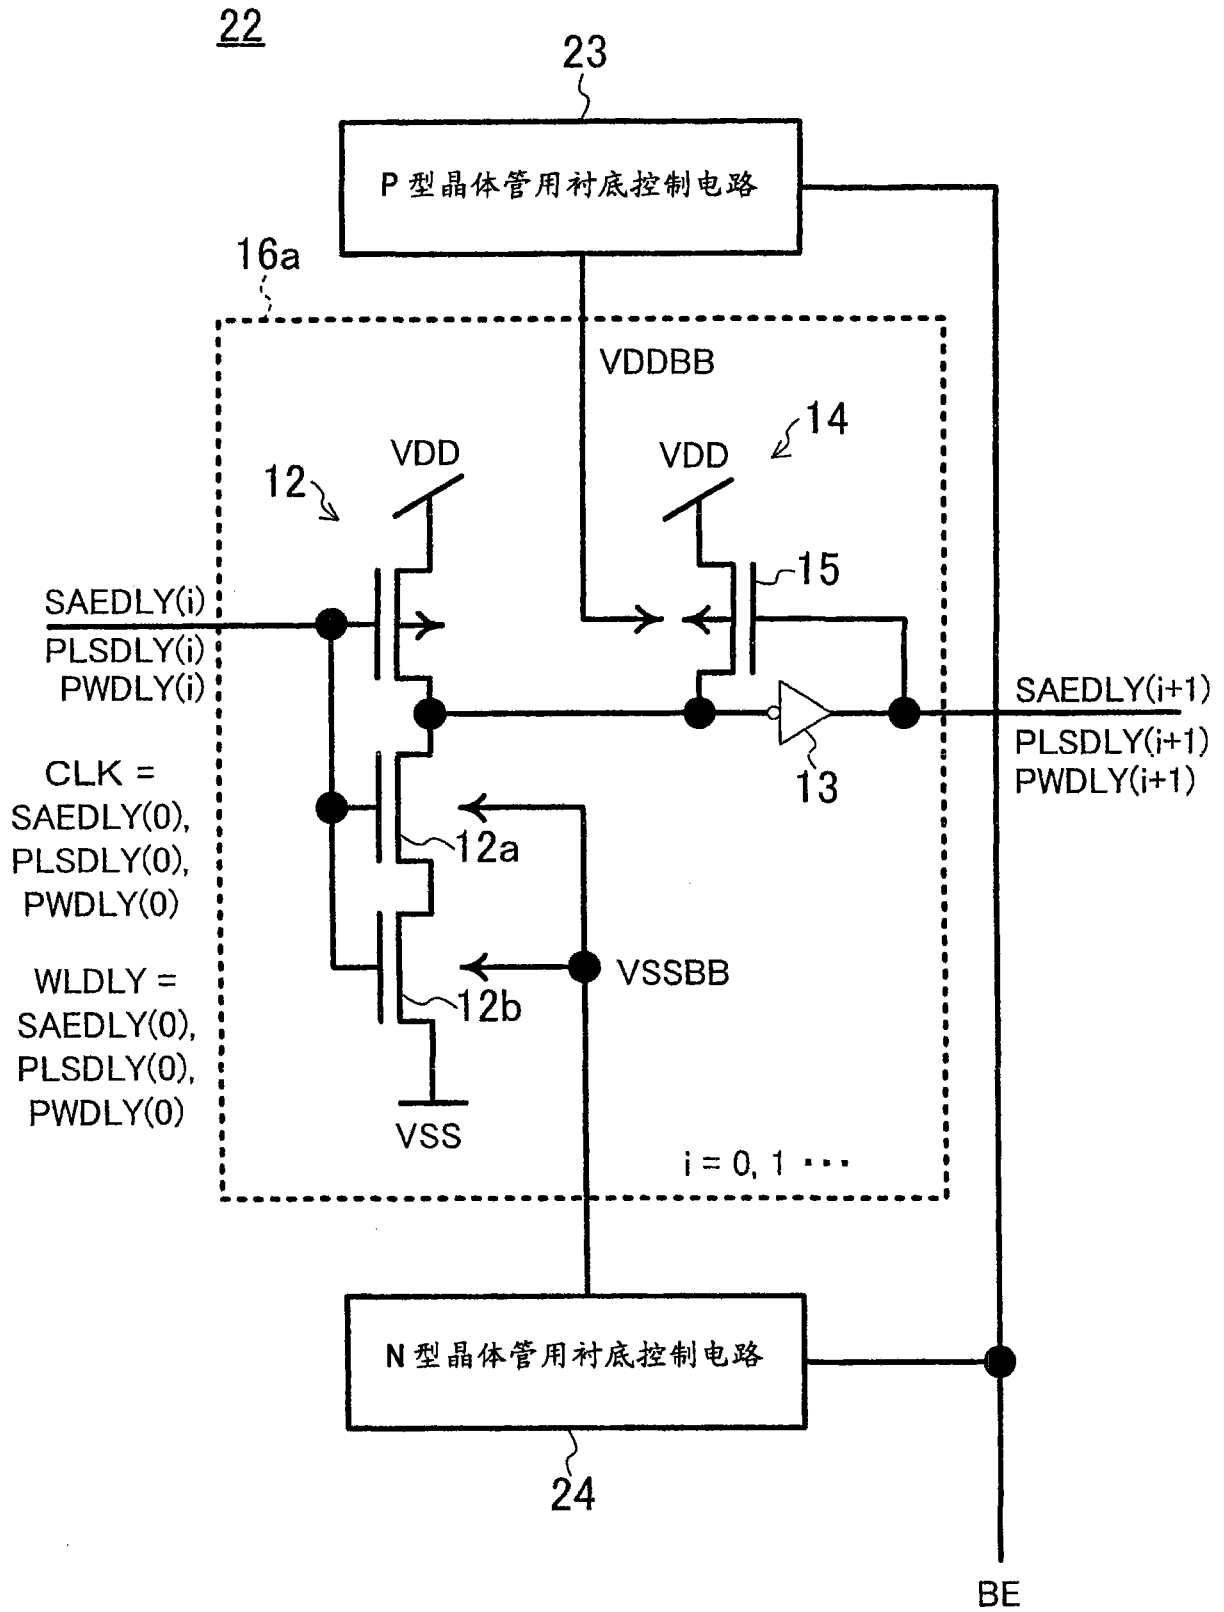 22
23
P型晶体管用衬底控制电路
16a
VDDBB
14
VDD
VDD
12
15
SAEDLY(i)
PLSDLY(i)
PWDLY(i)
SAEDLY(i+1)
PLSDLY(i+1)
PWDLY(i+1)
13
CLK =
SAEDLY(0),
PLSDLY(0),
PWDLY(0)
12a
WLDLY =
SAEDLY(0),
PLSDLY(0),
PWDLY(0)
VSSBB
12b
VSS
i = 0, 1 ···
N型晶体管用衬底控制电路
24
BE